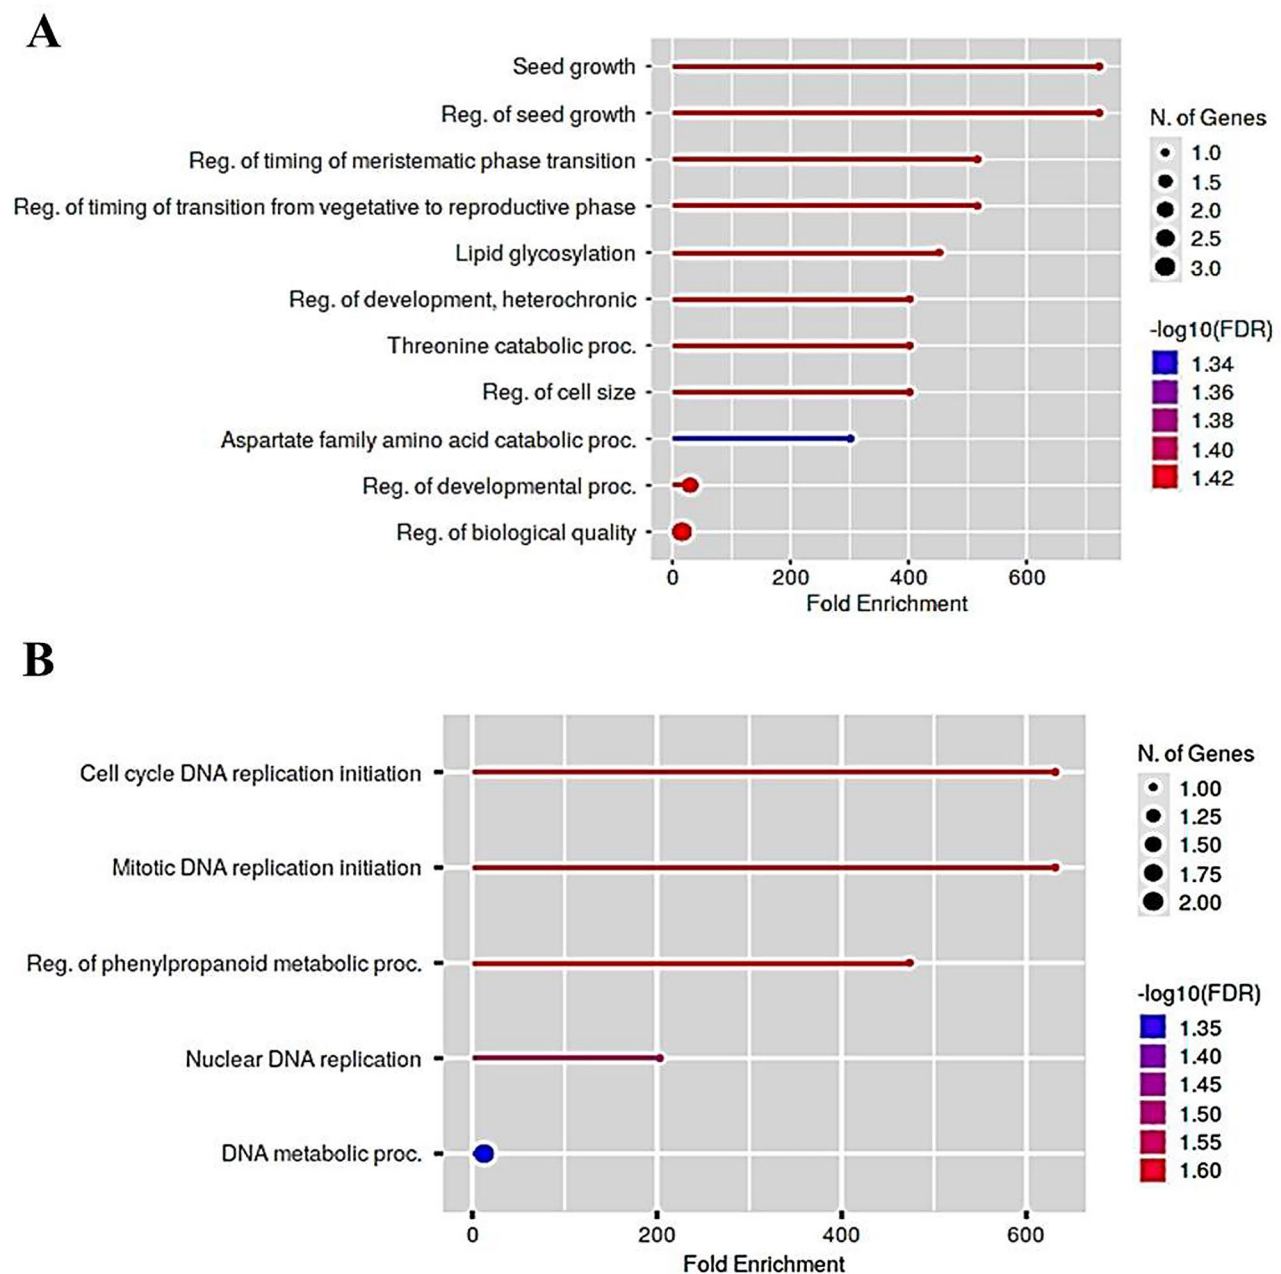 A
Seed growth
Reg. of seed growth
Reg. of timing of meristematic phase transition
Reg. of timing of transition from vegetative to reproductive phase
Lipid glycosylation
Reg. of development, heterochronic
Threonine catabolic proc.
Reg. of cell size
Aspartate family amino acid catabolic proc.
Reg. of developmental proc.
Reg. of biological quality
0 200 400 600
Fold Enrichment
N. of Genes
1.0
1.5
2.0
2.5
3.0
-log10(FDR)
1.34
1.36
1.38
1.40
1.42
B
Cell cycle DNA replication initiation
Mitotic DNA replication initiation
Reg. of phenylpropanoid metabolic proc.
Nuclear DNA replication
DNA metabolic proc.
0 200 400 600
Fold Enrichment
N. of Genes
1.00
1.25
1.50
1.75
2.00
-log10(FDR)
1.35
1.40
1.45
1.50
1.55
1.60